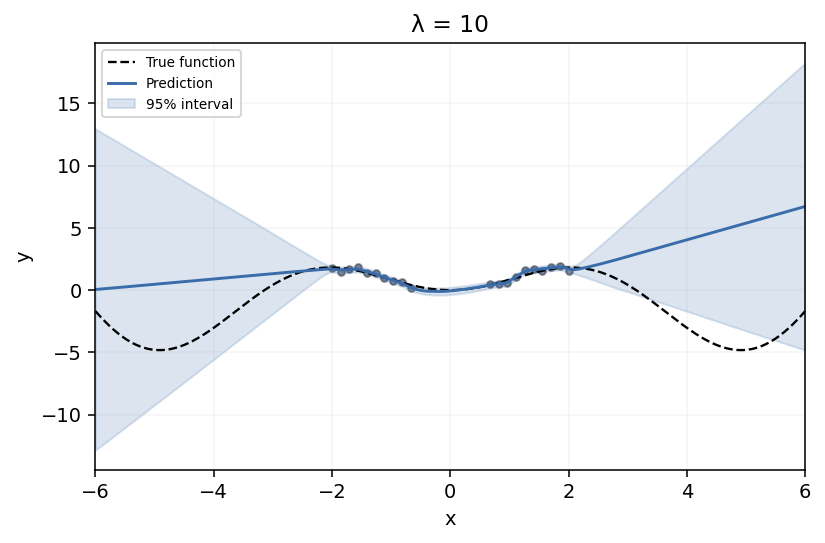 λ = 10
True function
Prediction
95% interval
15
10
5
0
−5
−10
y
−6 −4 −2 0 2 4 6
x